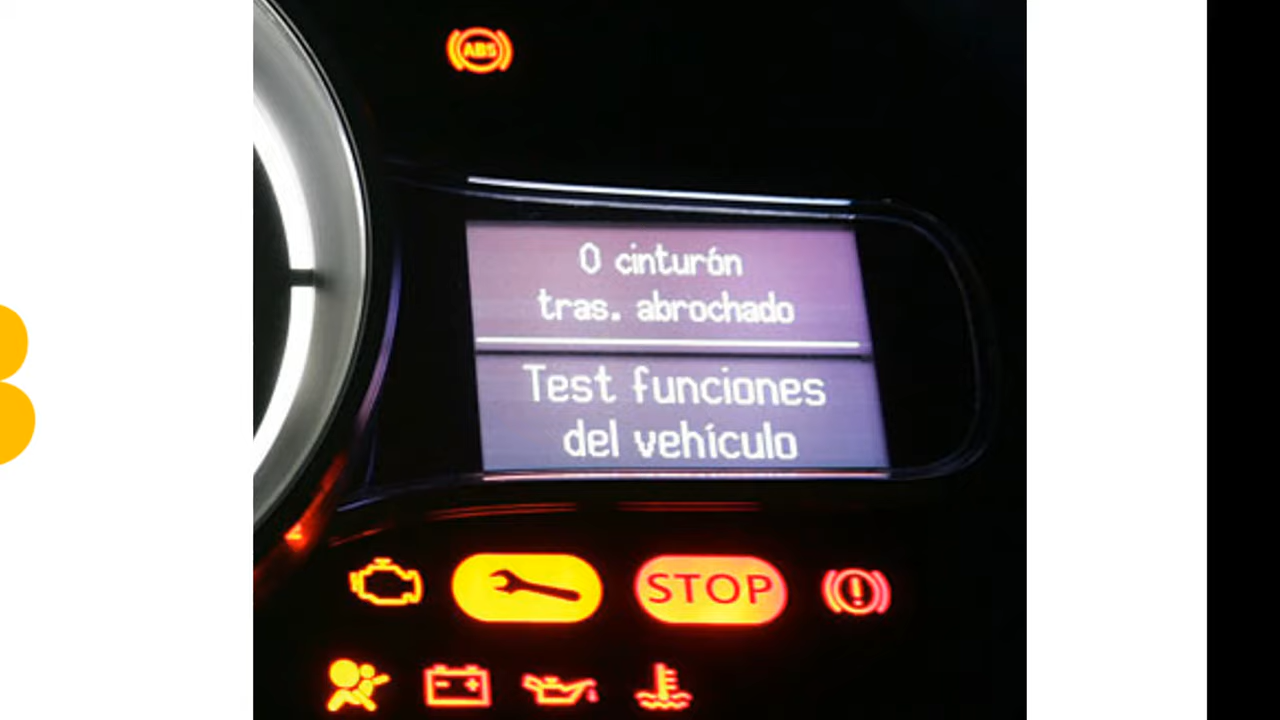 ABS
0 cinturón
tras. abrochado
Test funciones
del vehículo
STOP